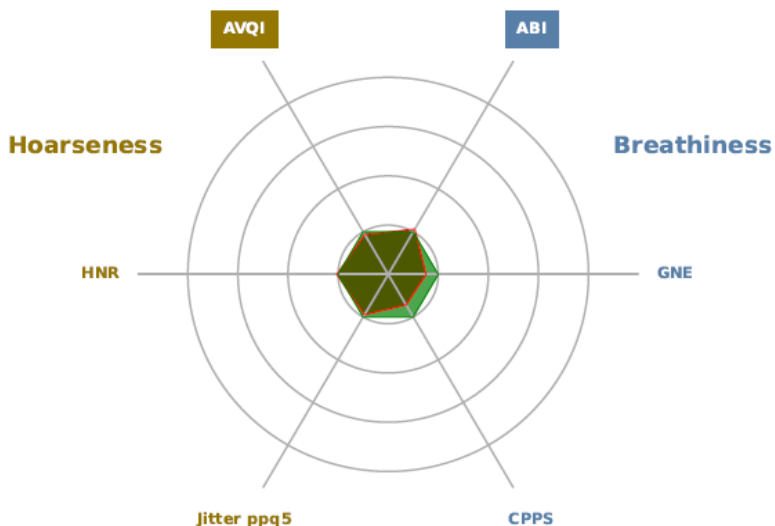 AVQI
ABI
Hoarseness
Breathiness
HNR
GNE
Jitter ppq5
CPPS